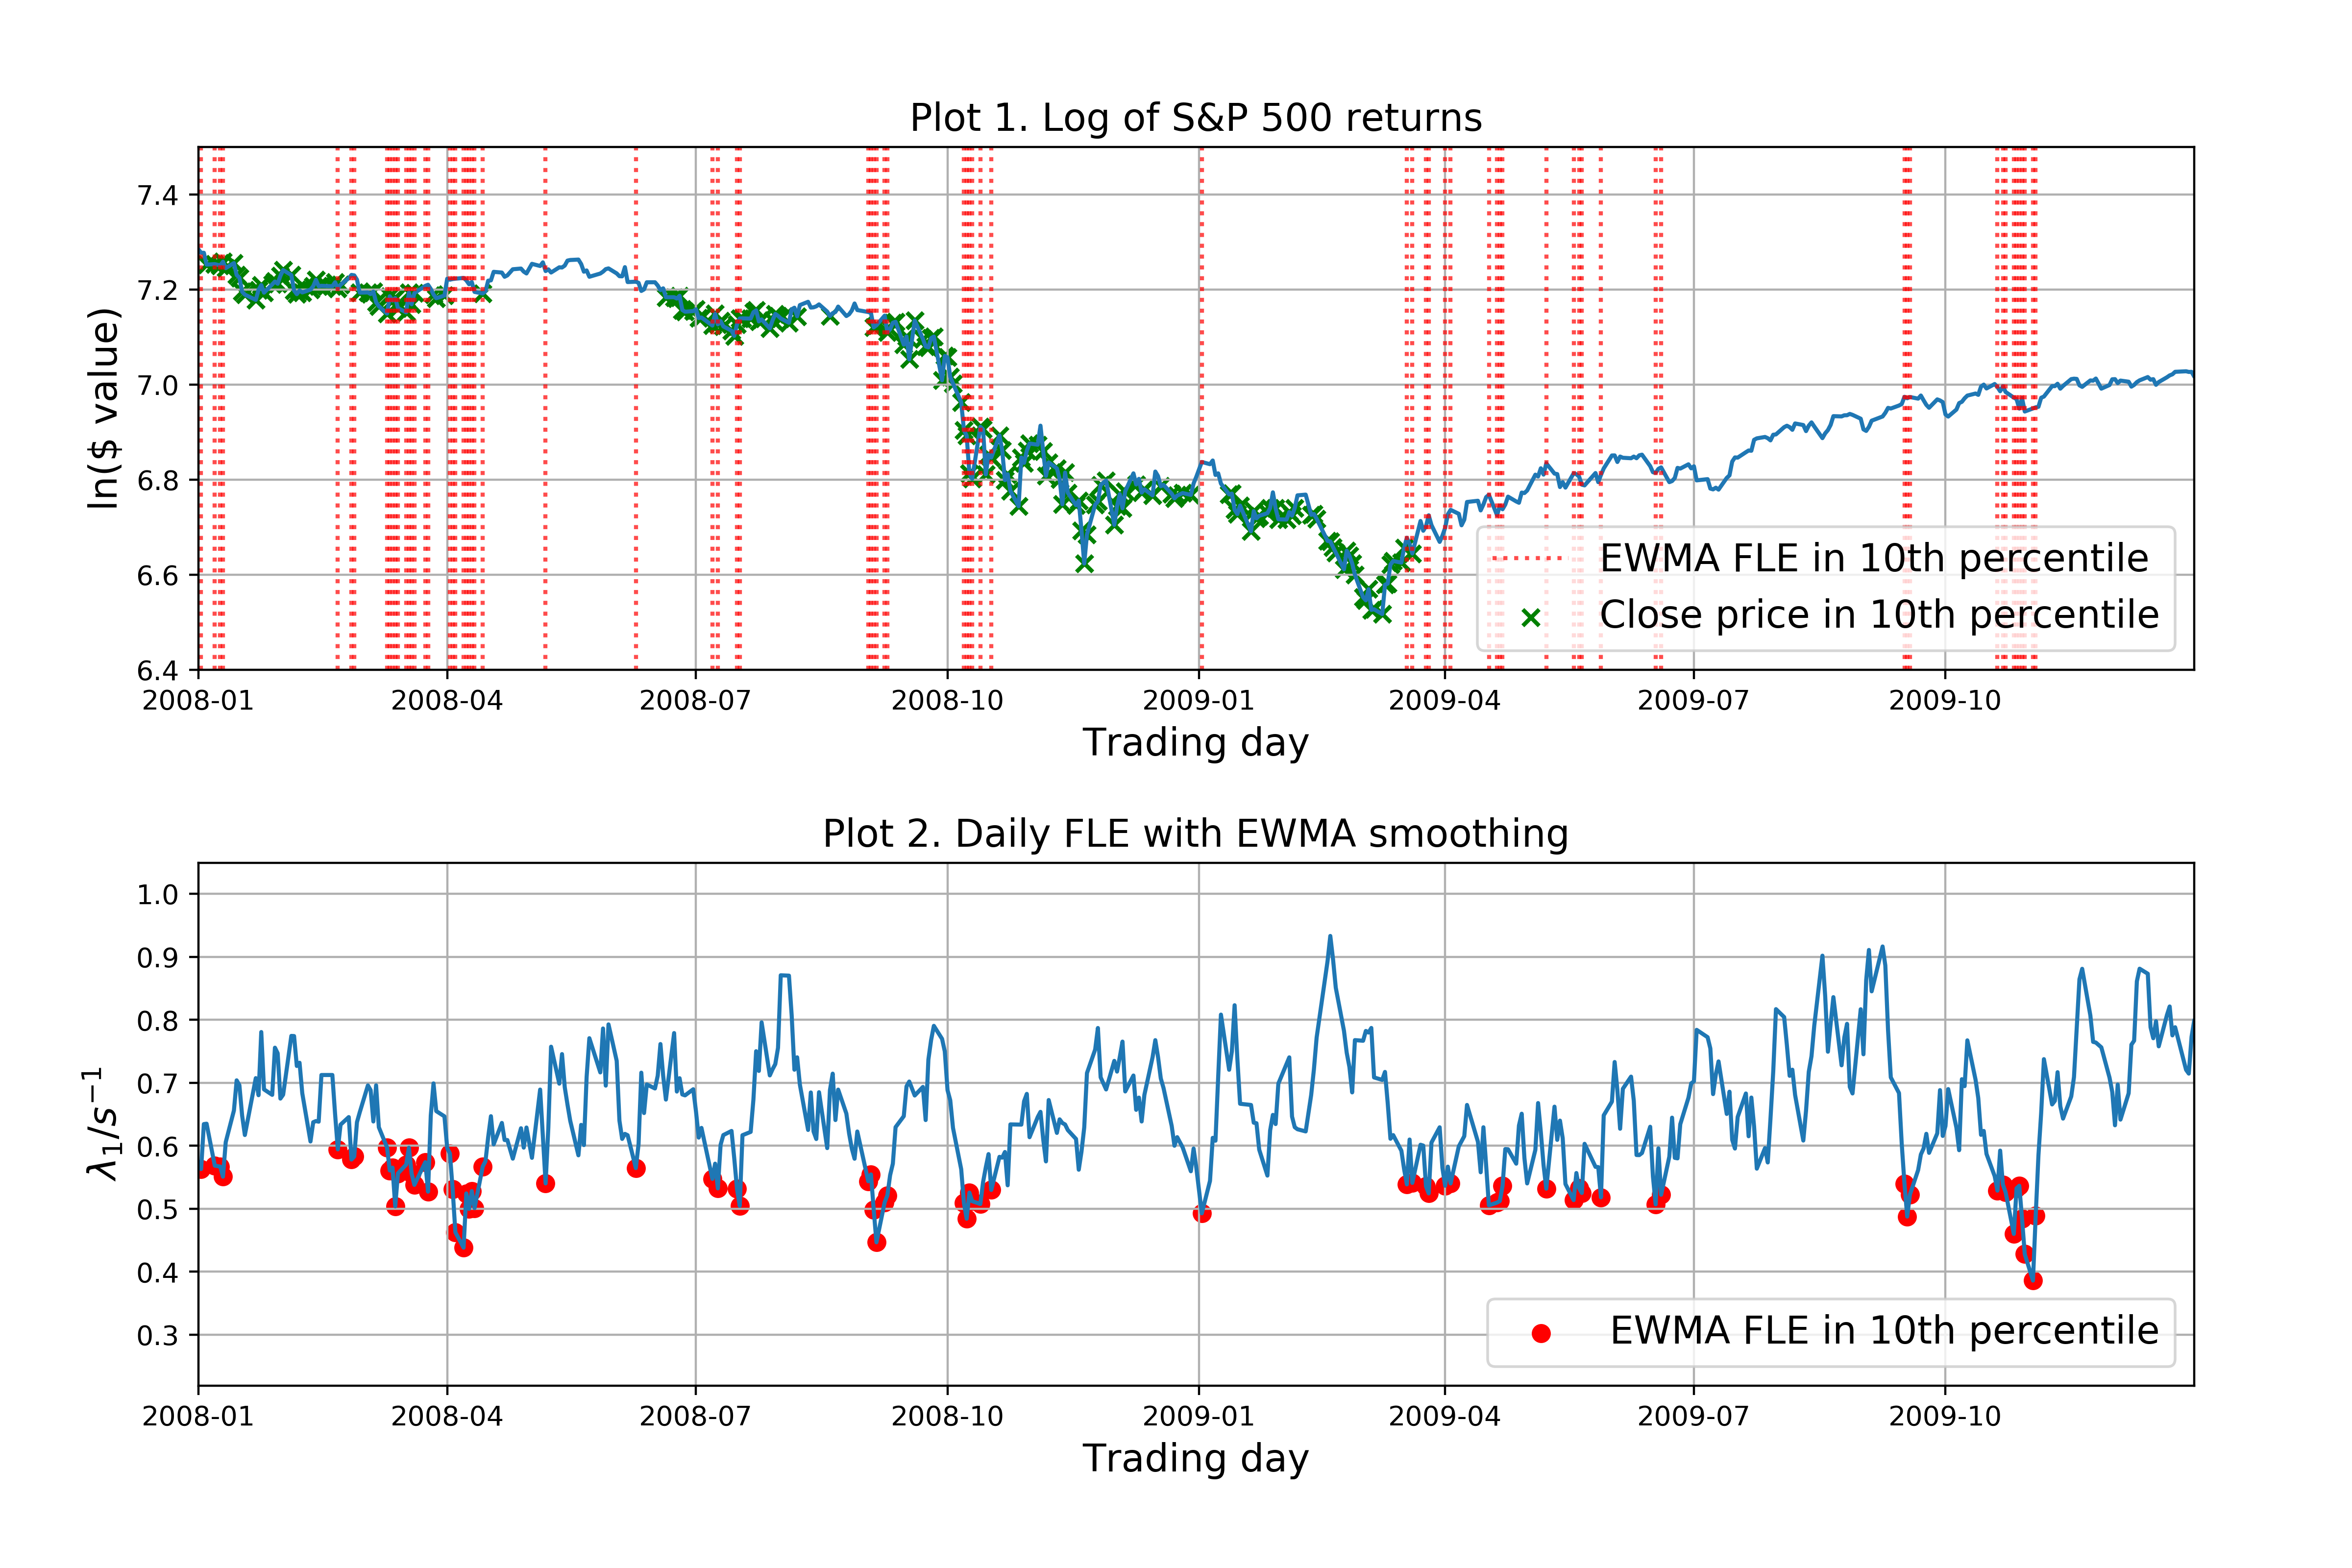 Plot 1. Log of S&P 500 returns
ln($ value)
7.4
7.2
7.0
6.8
6.6
6.4
EWMA FLE in 10th percentile
Close price in 10th percentile
2008-01 2008-04 2008-07 2008-10 2009-01 2009-04 2009-07 2009-10
Trading day
Plot 2. Daily FLE with EWMA smoothing
λ₁/s⁻¹
1.0
0.9
0.8
0.7
0.6
0.5
0.4
0.3
EWMA FLE in 10th percentile
2008-01 2008-04 2008-07 2008-10 2009-01 2009-04 2009-07 2009-10
Trading day